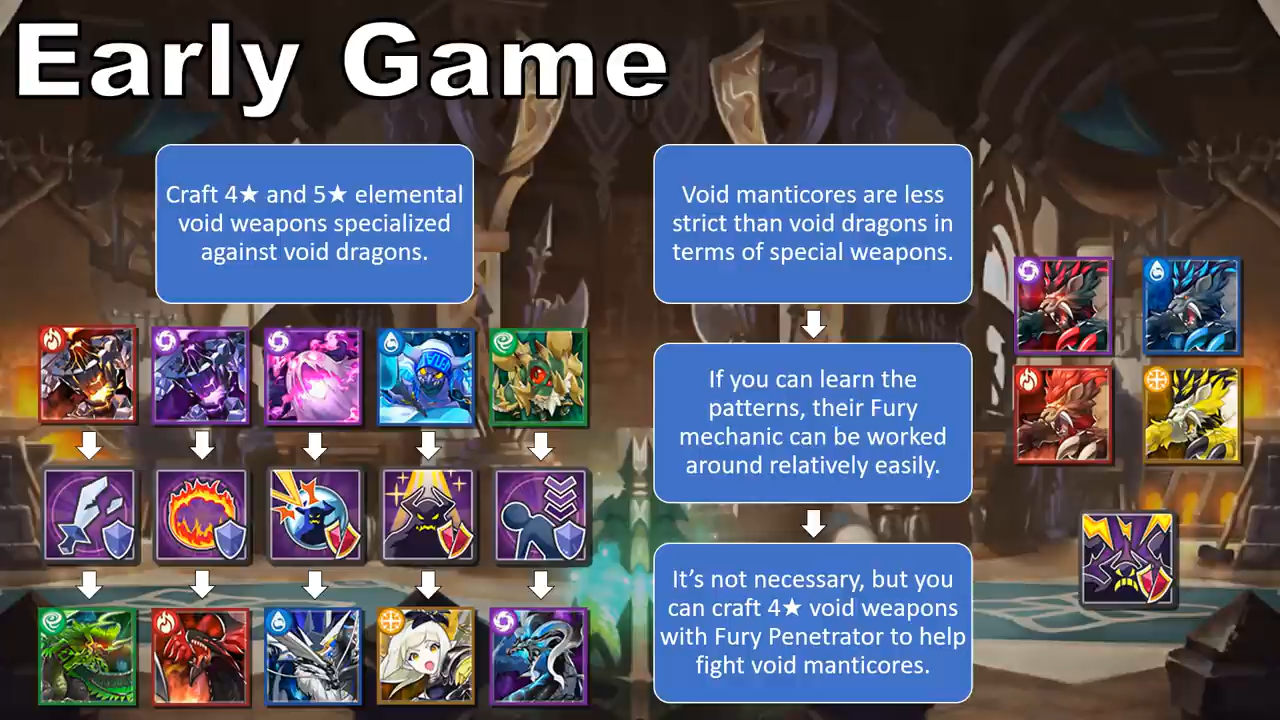 Early Game
Craft 4★ and 5★ elemental
void weapons specialized
against void dragons.
Void manticores are less
strict than void dragons in
terms of special weapons.
If you can learn the
patterns, their Fury
mechanic can be worked
around relatively easily.
It’s not necessary, but you
can craft 4★ void weapons
with Fury Penetrator to help
fight void manticores.